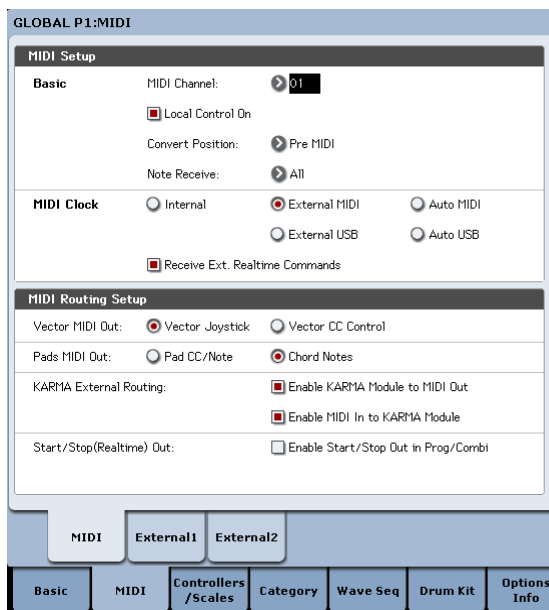 GLOBAL P1:MIDI
MIDI Setup
Basic MIDI Channel: 01
Local Control On
Convert Position: Pre MIDI
Note Receive: All
MIDI Clock Internal External MIDI Auto MIDI
External USB Auto USB
Receive Ext. Realtime Commands
MIDI Routing Setup
Vector MIDI Out: Vector Joystick Vector CC Control
Pads MIDI Out: Pad CC/Note Chord Notes
KARMA External Routing: Enable KARMA Module to MIDI Out
Enable MIDI In to KARMA Module
Start/Stop(Realtime) Out: Enable Start/Stop Out in Prog/Combi
MIDI External1 External2
Basic MIDI Controllers /Scales Category Wave Seq Drum Kit Options Info